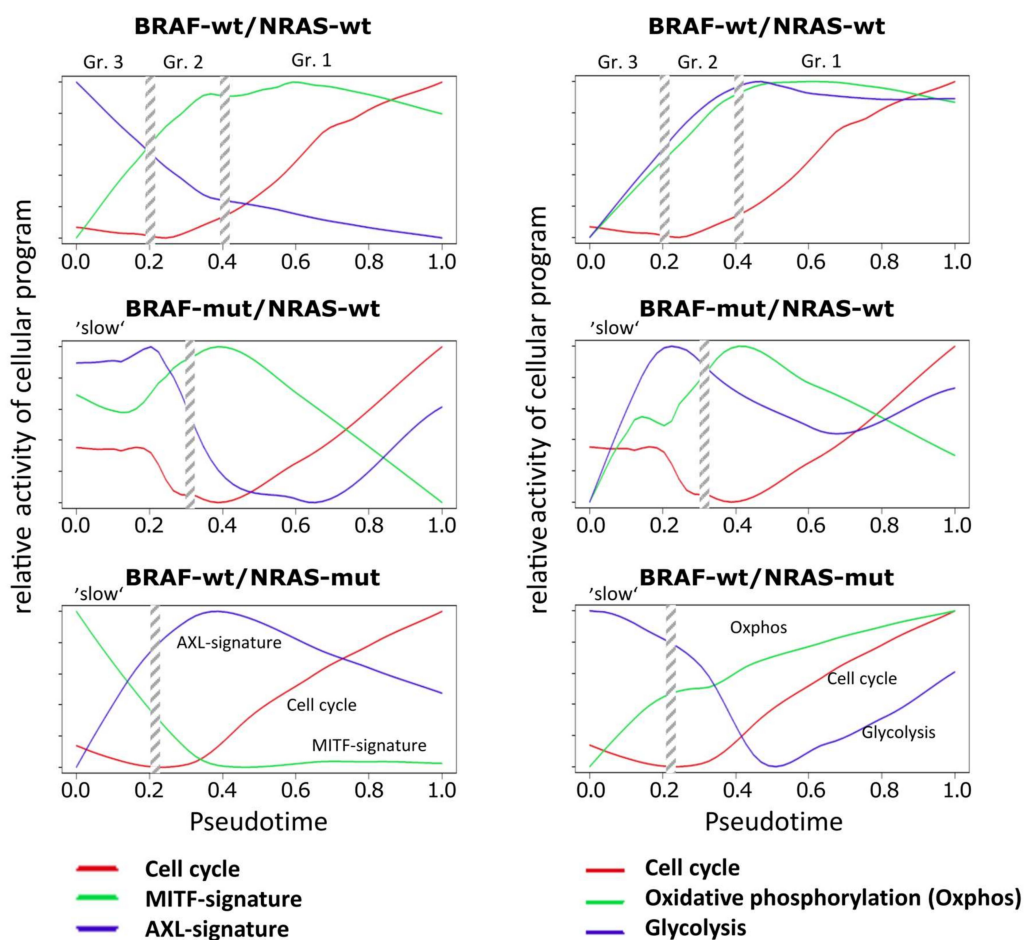 BRAF-wt/NRAS-wt
Gr. 3 Gr. 2 Gr. 1
0.0 0.2 0.4 0.6 0.8 1.0
BRAF-mut/NRAS-wt
'slow'
0.0 0.2 0.4 0.6 0.8 1.0
BRAF-wt/NRAS-mut
'slow'
AXL-signature
Cell cycle
MITF-signature
0.0 0.2 0.4 0.6 0.8 1.0
Pseudotime
relative activity of cellular program
Cell cycle
MITF-signature
AXL-signature
BRAF-wt/NRAS-wt
Gr. 3 Gr. 2 Gr. 1
0.0 0.2 0.4 0.6 0.8 1.0
BRAF-mut/NRAS-wt
'slow'
0.0 0.2 0.4 0.6 0.8 1.0
BRAF-wt/NRAS-mut
'slow'
Oxphos
Cell cycle
Glycolysis
0.0 0.2 0.4 0.6 0.8 1.0
Pseudotime
relative activity of cellular program
Cell cycle
Oxidative phosphorylation (Oxphos)
Glycolysis